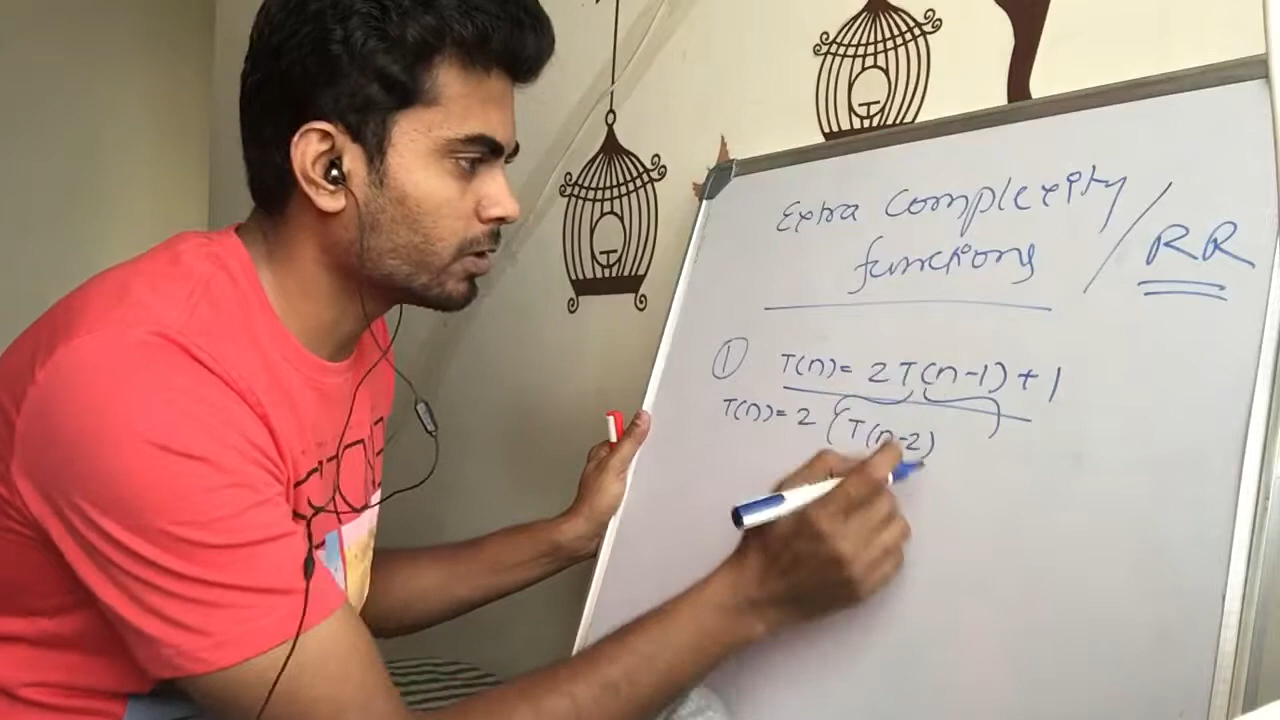 Extra Complexity / RR
functions
① T(n) = 2T(n-1)+1
T(n) = 2 (T(n-2)